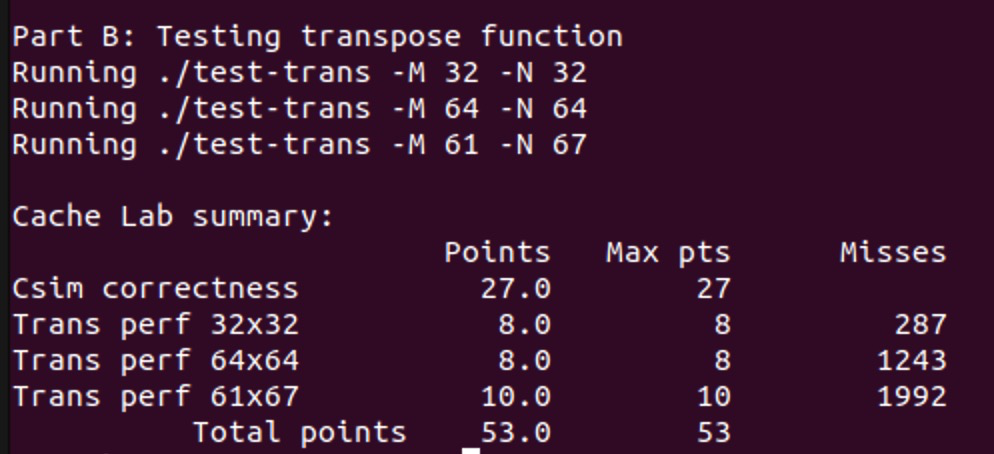 Part B: Testing transpose function
Running ./test-trans -M 32 -N 32
Running ./test-trans -M 64 -N 64
Running ./test-trans -M 61 -N 67
Cache Lab summary:
Points Max pts Misses
Csim correctness 27.0 27
Trans perf 32x32 8.0 8 287
Trans perf 64x64 8.0 8 1243
Trans perf 61x67 10.0 10 1992
Total points 53.0 53